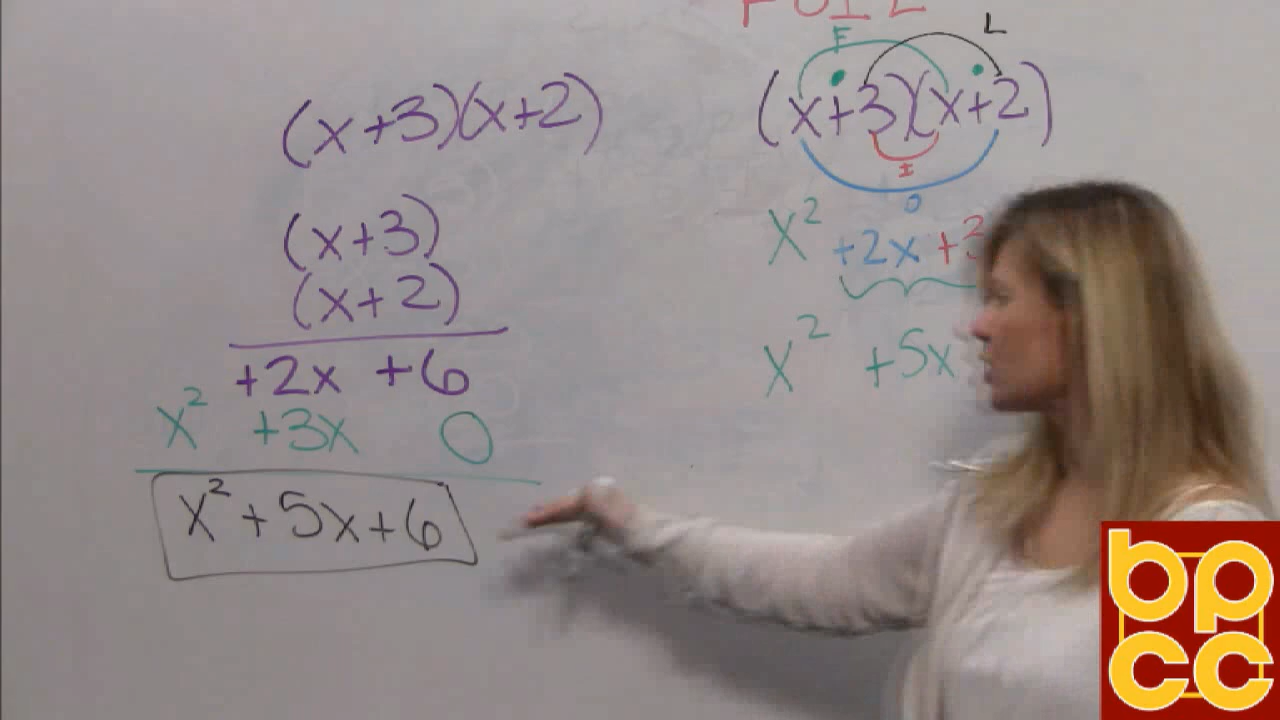 (x+3)(x+2)
(x+3)
(x+2)
+2x +6
x² +3x 0
x²+5x+6
FOIL
F L
(x+3)(x+2)
I
O
x² +2x +3
x² +5x
bp
cc